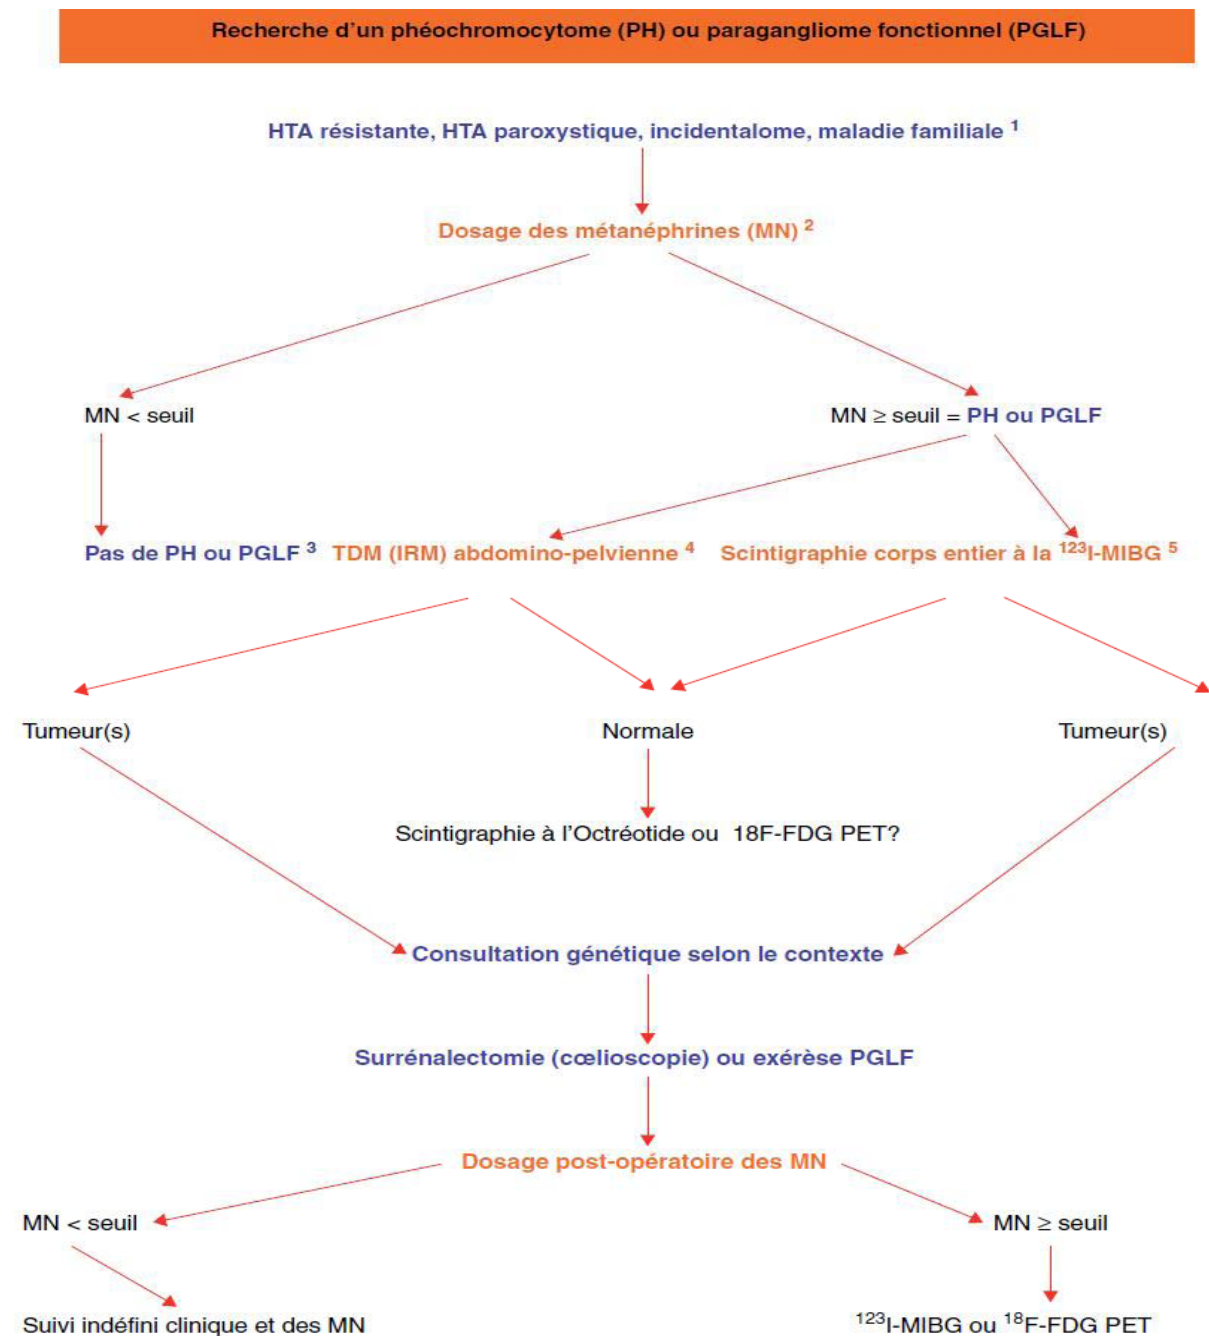 Recherche d'un phéochromocytome (PH) ou paragangliome fonctionnel (PGLF)
HTA résistante, HTA paroxystique, incidentalome, maladie familiale ¹
Dosage des métanéphrines (MN) ²
MN < seuil
MN ≥ seuil = PH ou PGLF
Pas de PH ou PGLF ³
TDM (IRM) abdomino-pelvienne ⁴
Scintigraphie corps entier à la ¹²³I-MIBG ⁵
Tumeur(s)
Normale
Tumeur(s)
Scintigraphie à l'Octréotide ou 18F-FDG PET?
Consultation génétique selon le contexte
Surrénalectomie (cœlioscopie) ou exérèse PGLF
Dosage post-opératoire des MN
MN < seuil
MN ≥ seuil
Suivi indéfini clinique et des MN
¹²³I-MIBG ou ¹⁸F-FDG PET